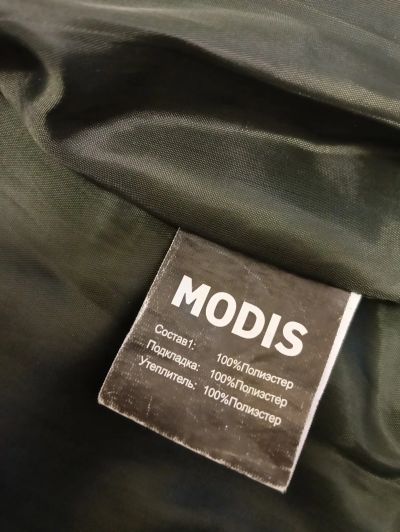 MODIS
Состав1: 100%Полиэстер
Подкладка: 100%Полиэстер
Утеплитель: 100%Полиэстер